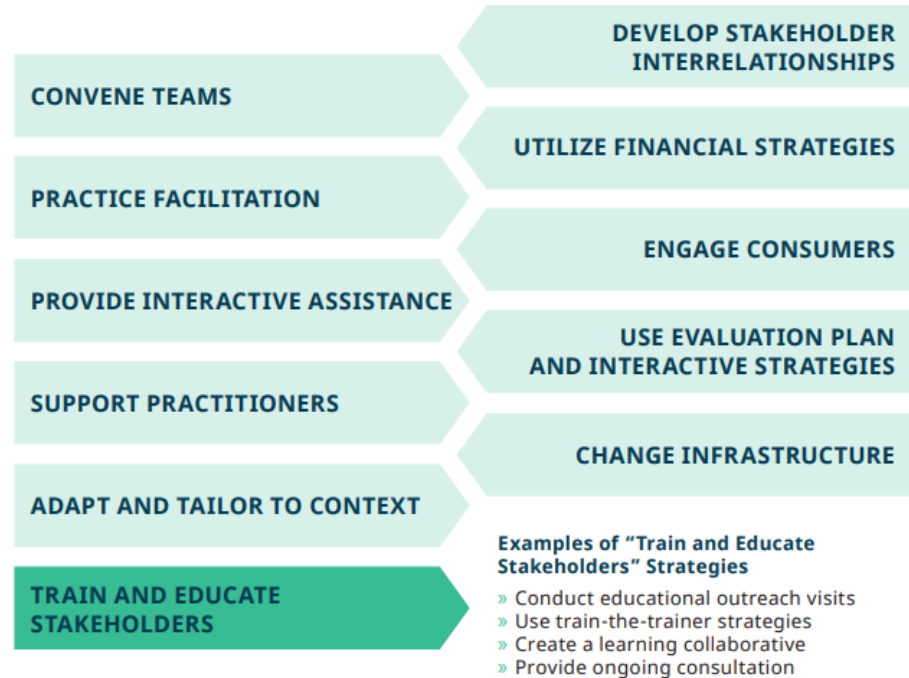 CONVENE TEAMS
PRACTICE FACILITATION
PROVIDE INTERACTIVE ASSISTANCE
SUPPORT PRACTITIONERS
ADAPT AND TAILOR TO CONTEXT
TRAIN AND EDUCATE
STAKEHOLDERS
DEVELOP STAKEHOLDER
INTERRELATIONSHIPS
UTILIZE FINANCIAL STRATEGIES
ENGAGE CONSUMERS
USE EVALUATION PLAN
AND INTERACTIVE STRATEGIES
CHANGE INFRASTRUCTURE
Examples of “Train and Educate
Stakeholders” Strategies
» Conduct educational outreach visits
» Use train-the-trainer strategies
» Create a learning collaborative
» Provide ongoing consultation